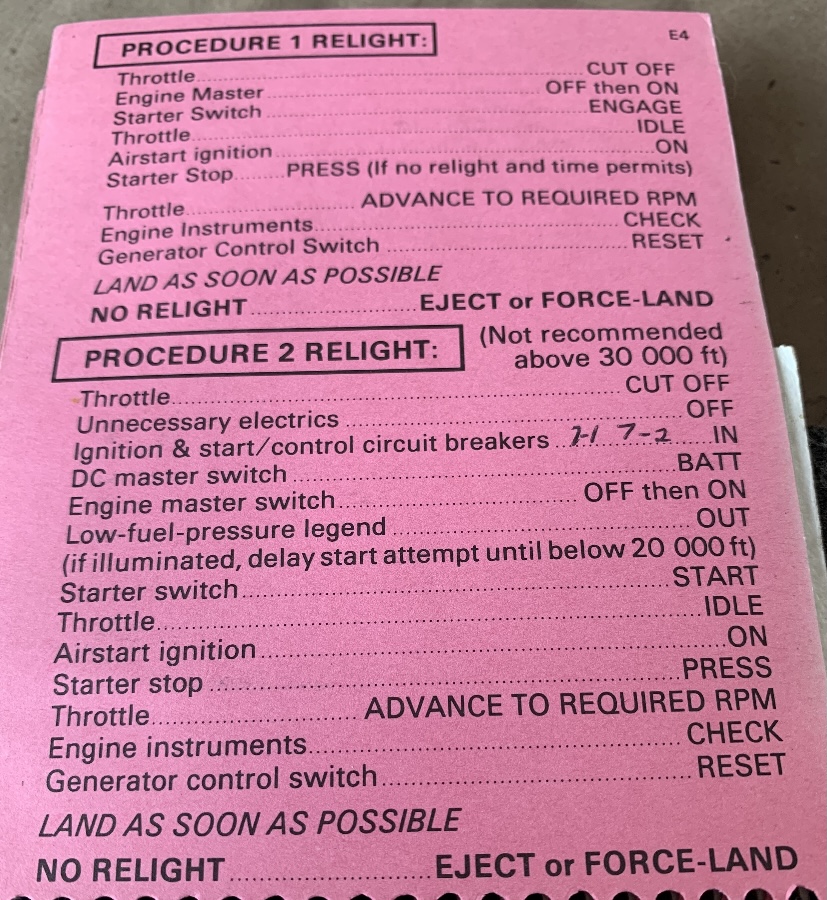 E4
PROCEDURE 1 RELIGHT:
Throttle........................CUT OFF
Engine Master........................OFF then ON
Starter Switch........................ENGAGE
Throttle........................IDLE
Airstart ignition........................ON
Starter Stop........PRESS (If no relight and time permits)
Throttle........................ADVANCE TO REQUIRED RPM
Engine Instruments........................CHECK
Generator Control Switch........................RESET
LAND AS SOON AS POSSIBLE
NO RELIGHT........................EJECT or FORCE-LAND
PROCEDURE 2 RELIGHT: (Not recommended
above 30 000 ft)
Throttle........................CUT OFF
Unnecessary electrics........................OFF
Ignition & start/control circuit breakers .. 7-1 7-2 .....IN
DC master switch........................BATT
Engine master switch........................OFF then ON
Low-fuel-pressure legend........................OUT
(if illuminated, delay start attempt until below 20 000 ft)
Starter switch........................START
Throttle........................IDLE
Airstart ignition........................ON
Starter stop........................PRESS
Throttle........................ADVANCE TO REQUIRED RPM
Engine instruments........................CHECK
Generator control switch........................RESET
LAND AS SOON AS POSSIBLE
NO RELIGHT........................EJECT or FORCE-LAND